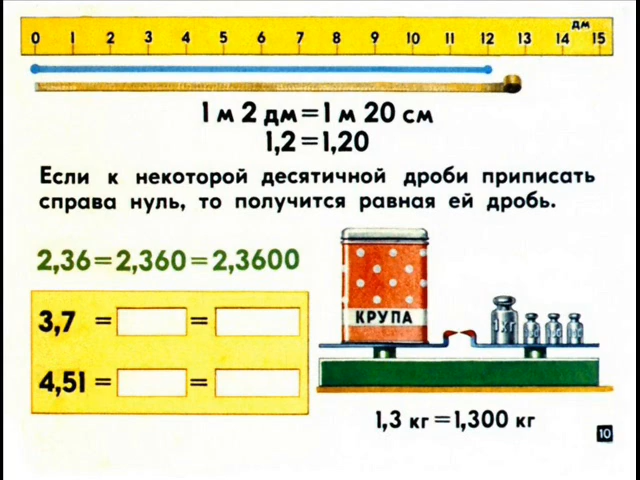 дм
0 1 2 3 4 5 6 7 8 9 10 11 12 13 14 15
1 м 2 дм = 1 м 20 см
1,2 = 1,20
Если к некоторой десятичной дроби приписать
справа нуль, то получится равная ей дробь.
2,36 = 2,360 = 2,3600
3,7 = =
4,51 = =
КРУПА
1КГ
1,3 кг = 1,300 кг
10